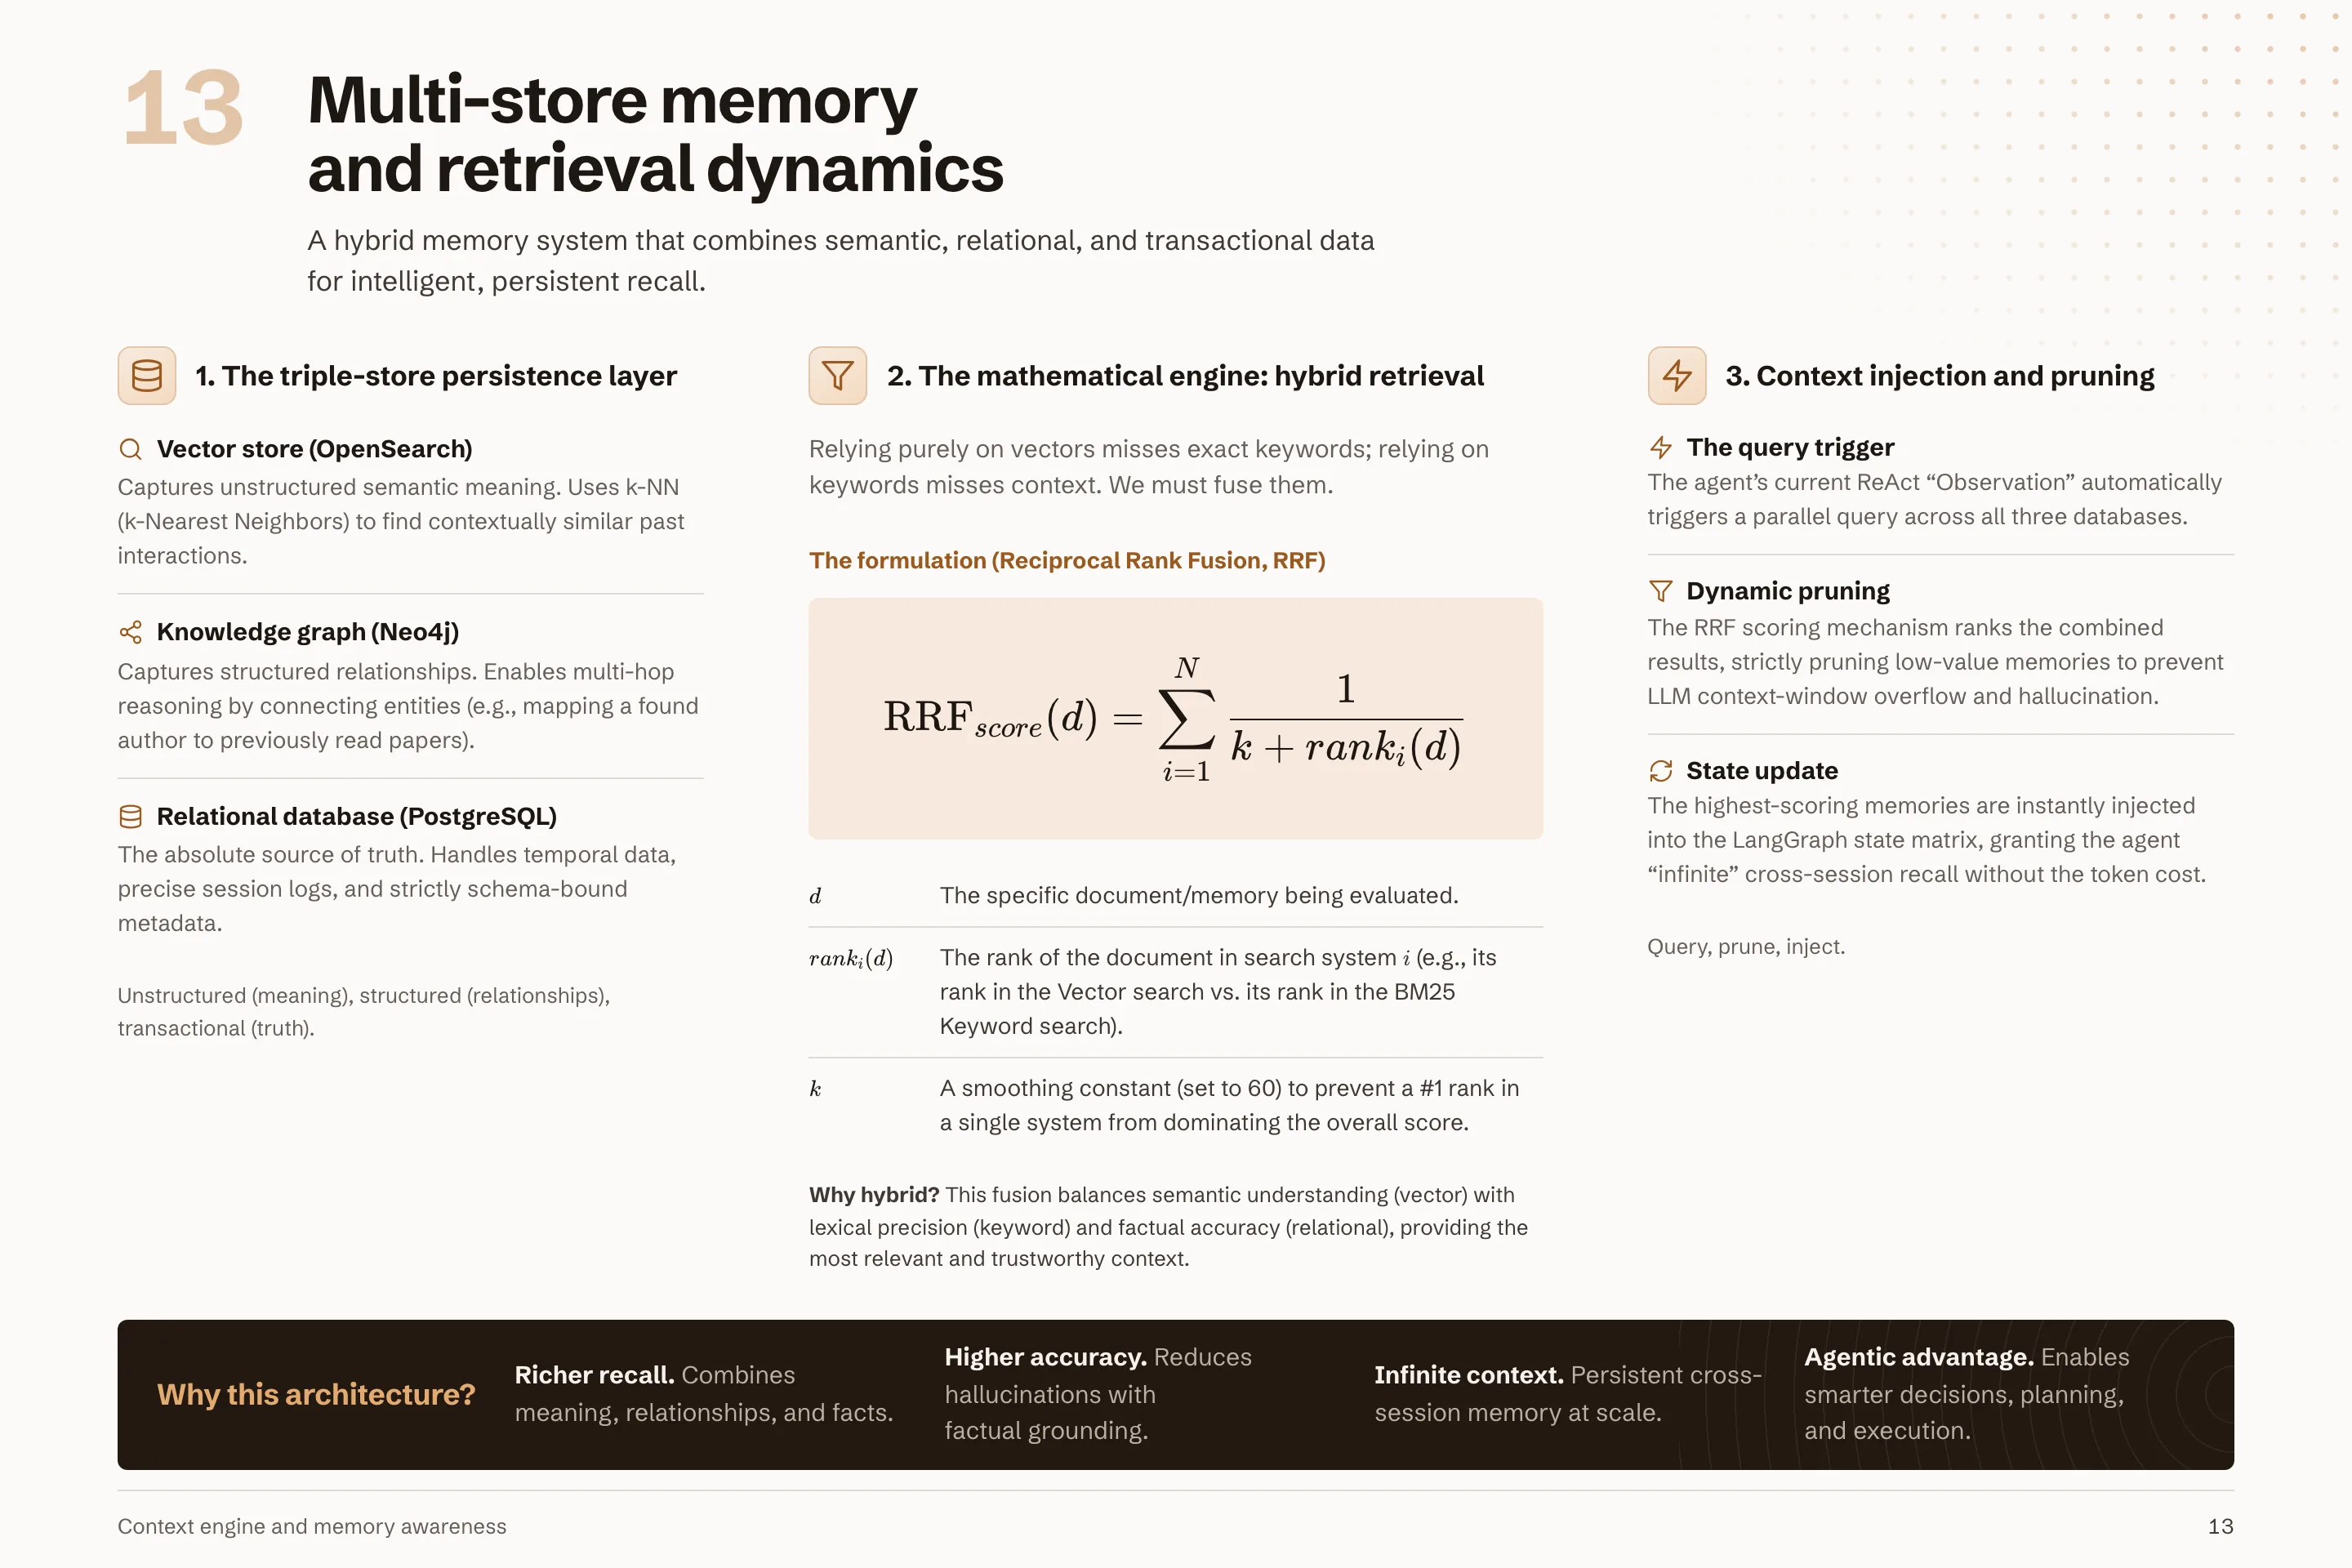 13
Multi-store memory
and retrieval dynamics
A hybrid memory system that combines semantic, relational, and transactional data
for intelligent, persistent recall.
1. The triple-store persistence layer
Vector store (OpenSearch)
Captures unstructured semantic meaning. Uses k-NN
(k-Nearest Neighbors) to find contextually similar past
interactions.
Knowledge graph (Neo4j)
Captures structured relationships. Enables multi-hop
reasoning by connecting entities (e.g., mapping a found
author to previously read papers).
Relational database (PostgreSQL)
The absolute source of truth. Handles temporal data,
precise session logs, and strictly schema-bound
metadata.
Unstructured (meaning), structured (relationships),
transactional (truth).
2. The mathematical engine: hybrid retrieval
Relying purely on vectors misses exact keywords; relying on
keywords misses context. We must fuse them.
The formulation (Reciprocal Rank Fusion, RRF)
RRF_score(d) = ∑_{i=1}^{N} 1 / (k + rank_i(d))
d The specific document/memory being evaluated.
rank_i(d) The rank of the document in search system i (e.g., its
rank in the Vector search vs. its rank in the BM25
Keyword search).
k A smoothing constant (set to 60) to prevent a #1 rank in
a single system from dominating the overall score.
Why hybrid? This fusion balances semantic understanding (vector) with
lexical precision (keyword) and factual accuracy (relational), providing the
most relevant and trustworthy context.
3. Context injection and pruning
The query trigger
The agent’s current ReAct “Observation” automatically
triggers a parallel query across all three databases.
Dynamic pruning
The RRF scoring mechanism ranks the combined
results, strictly pruning low-value memories to prevent
LLM context-window overflow and hallucination.
State update
The highest-scoring memories are instantly injected
into the LangGraph state matrix, granting the agent
“infinite” cross-session recall without the token cost.
Query, prune, inject.
Why this architecture?
Richer recall. Combines
meaning, relationships, and facts.
Higher accuracy. Reduces
hallucinations with
factual grounding.
Infinite context. Persistent cross-
session memory at scale.
Agentic advantage. Enables
smarter decisions, planning,
and execution.
Context engine and memory awareness
13